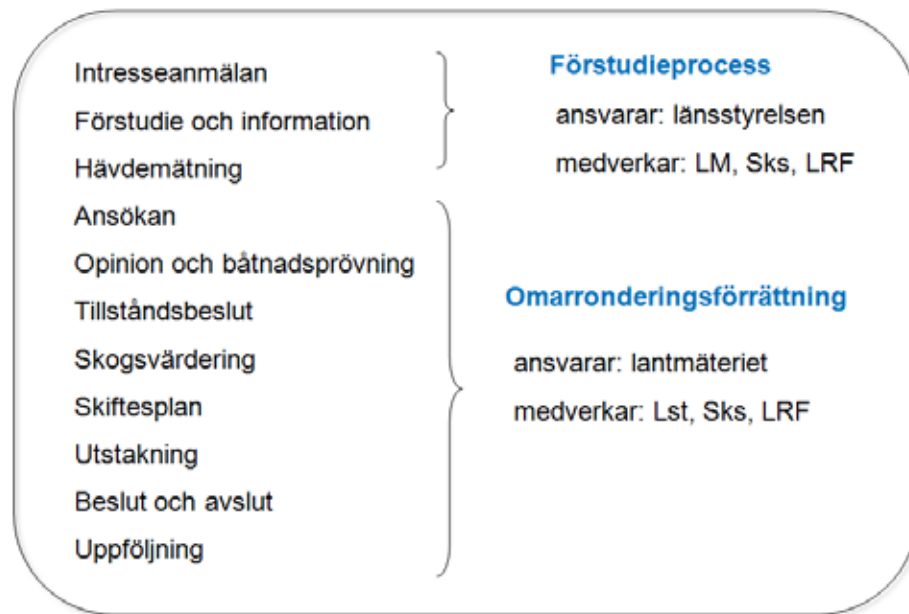 Intresseanmälan
Förstudie och information
Hävdemätning
Ansökan
Opinion och båtnadsprövning
Tillståndsbeslut
Skogsvärdering
Skiftesplan
Utstakning
Beslut och avslut
Uppföljning
Förstudieprocess
ansvarar: länsstyrelsen
medverkar: LM, Sks, LRF
Omarronderingsförrättning
ansvarar: lantmäteriet
medverkar: Lst, Sks, LRF